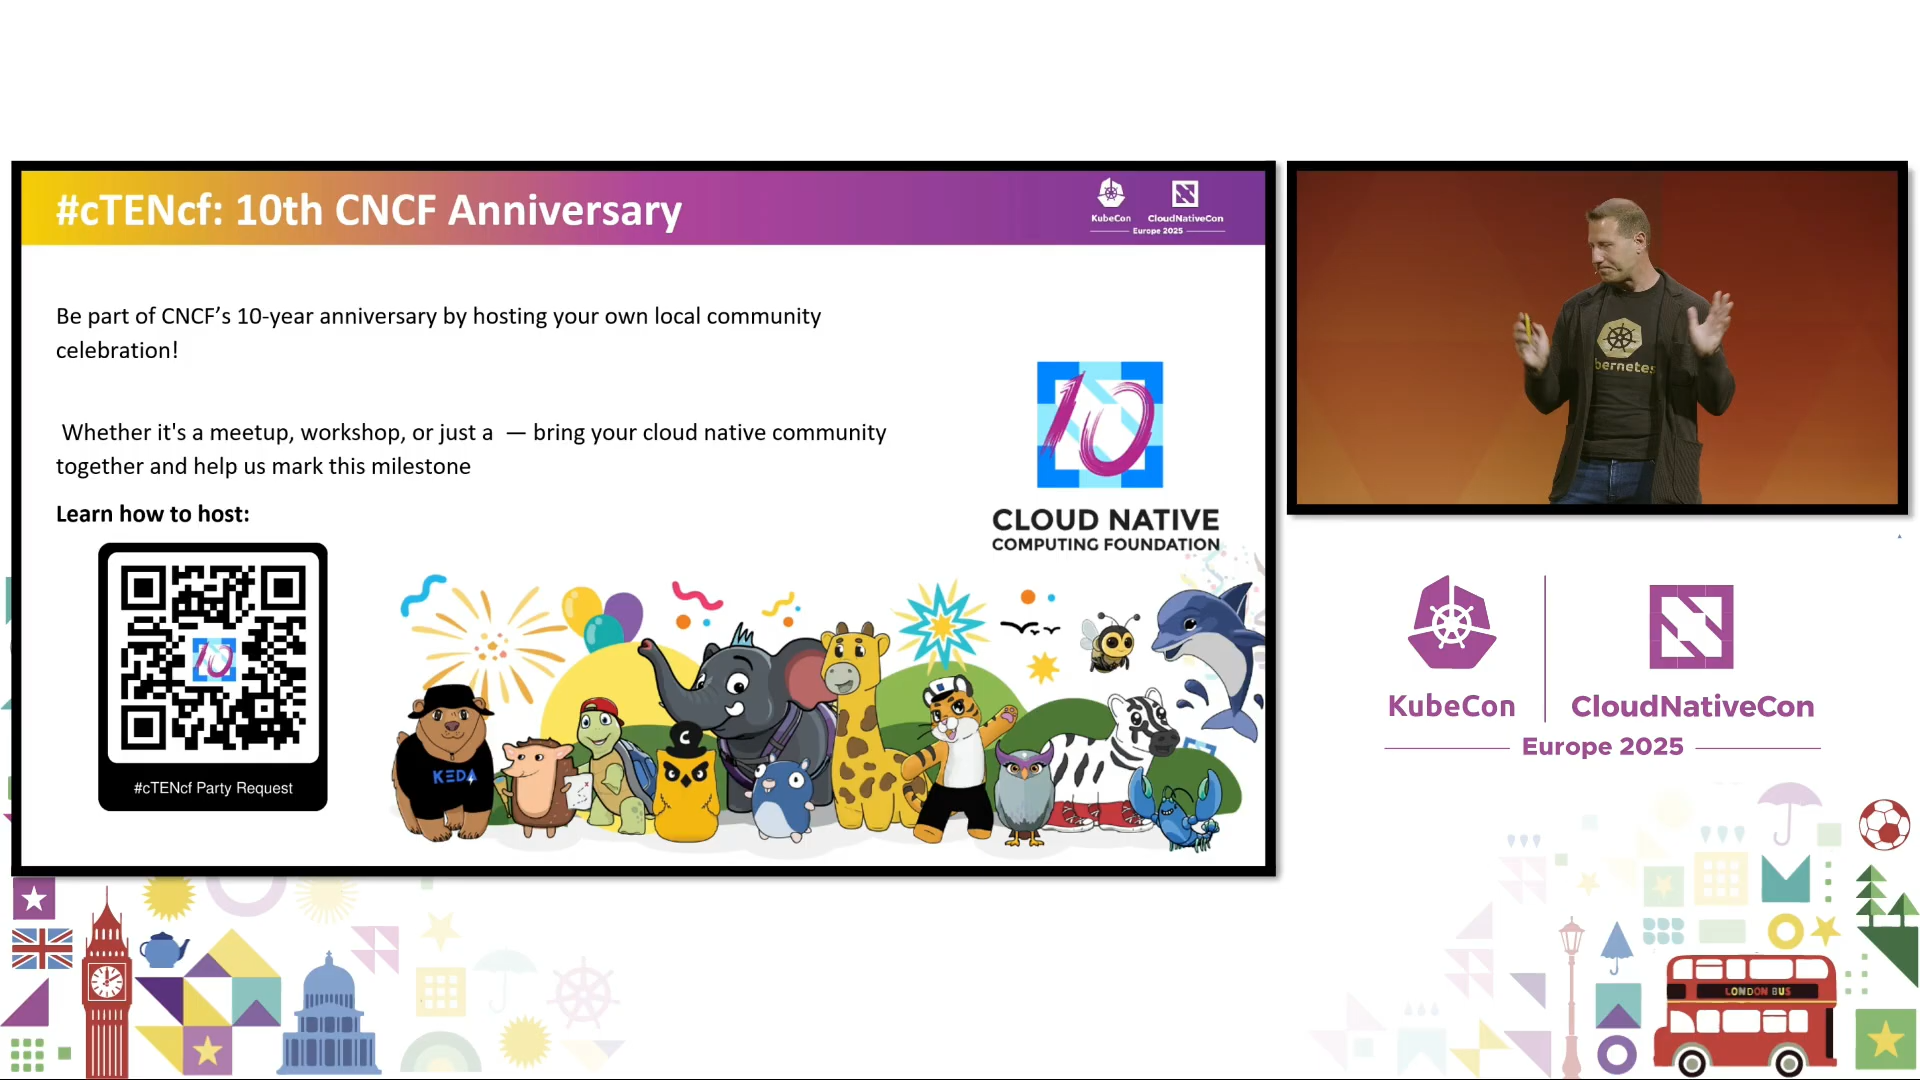 #cTENcf: 10th CNCF Anniversary
KubeCon
CloudNativeCon
Europe 2025
Be part of CNCF’s 10-year anniversary by hosting your own local community
celebration!
Whether it's a meetup, workshop, or just a — bring your cloud native community
together and help us mark this milestone
Learn how to host:
10
CLOUD NATIVE
COMPUTING FOUNDATION
10
#cTENcf Party Request
KEDA
C
bernetes
KubeCon
CloudNativeCon
Europe 2025
LONDON BUS